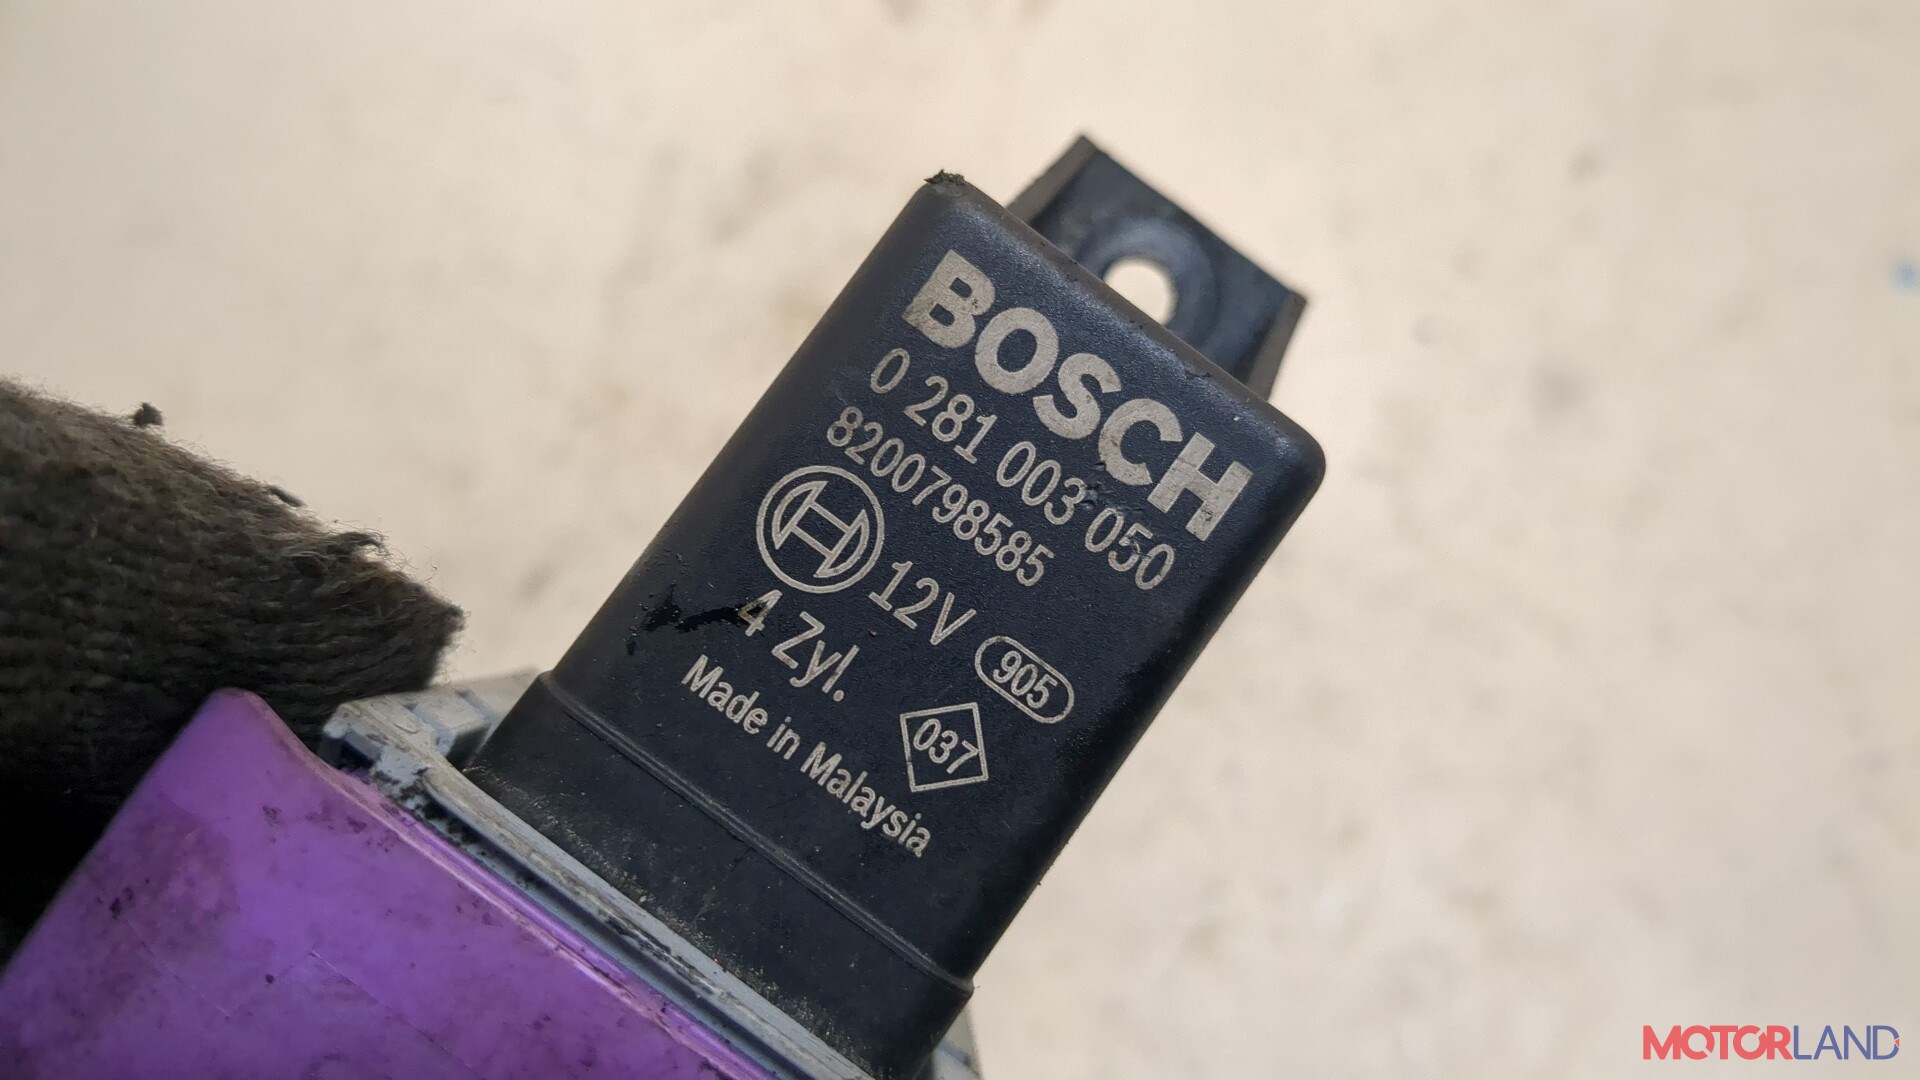 BOSCH
0 281 003 050
8200798585
12V 905
4 Zyl. 037
Made in Malaysia
MOTORLAND